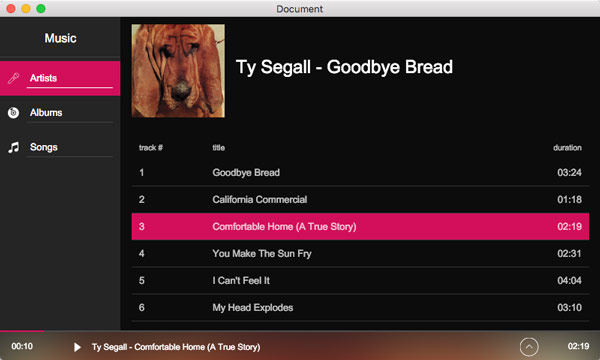 Document
Music
Artists
Albums
Songs
Ty Segall - Goodbye Bread
track # title duration
1 Goodbye Bread 03:24
2 California Commercial 01:18
3 Comfortable Home (A True Story) 02:19
4 You Make The Sun Fry 02:31
5 I Can't Feel It 04:04
6 My Head Explodes 03:10
00:10 Ty Segall - Comfortable Home (A True Story) 02:19